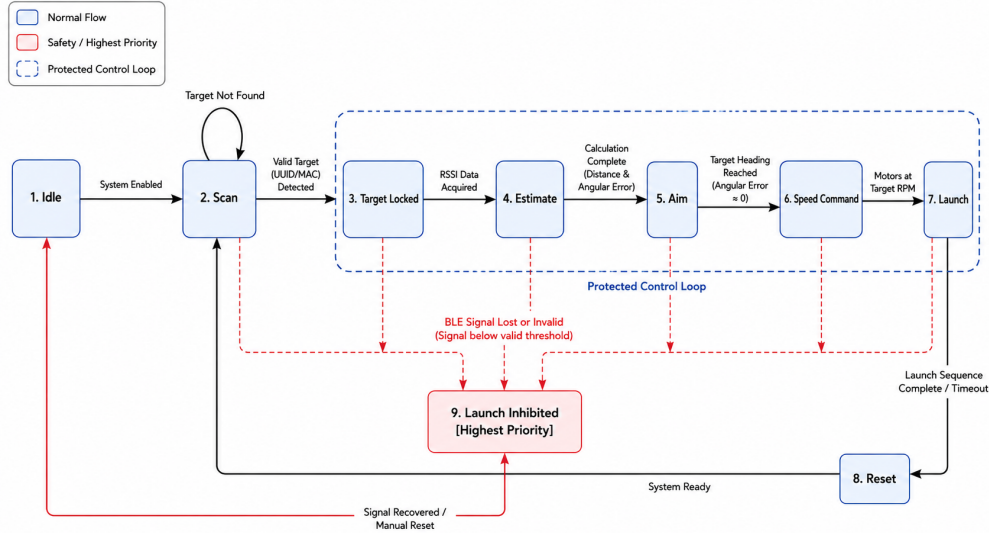 Normal Flow
Safety / Highest Priority
Protected Control Loop
Target Not Found
1. Idle
System Enabled
2. Scan
Valid Target
(UUID/MAC)
Detected
3. Target Locked
RSSI Data
Acquired
4. Estimate
Calculation
Complete
(Distance &
Angular Error)
5. Aim
Target Heading
Reached
(Angular Error
≈ 0)
6. Speed Command
Motors at
Target RPM
7. Launch
Protected Control Loop
BLE Signal Lost or Invalid
(Signal below valid threshold)
Launch Sequence
Complete / Timeout
9. Launch Inhibited
[Highest Priority]
8. Reset
System Ready
Signal Recovered /
Manual Reset